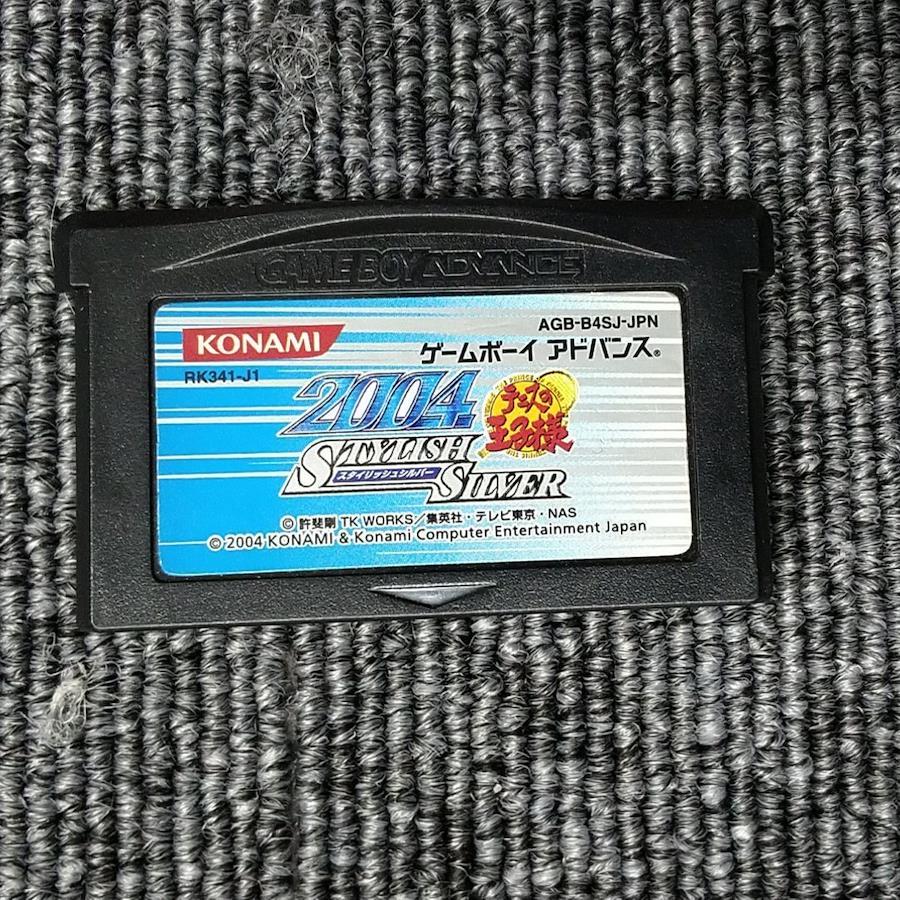 GAME BOY ADVANCE
KONAMI
AGB-B4SJ-JPN
ゲームボーイ アドバンス®
RK341-J1
2004
テニスの
王子様
STYLISH
スタイリッシュシルバー
SILVER
© 許斐剛 TK WORKS／集英社・テレビ東京・NAS
© 2004 KONAMI & Konami Computer Entertainment Japan